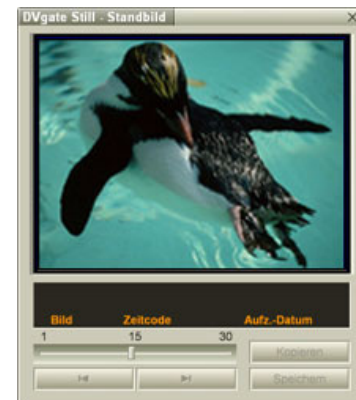 DVgate Still - Standbild
Bild Zeitcode Aufz.-Datum
1 15 30
Kopieren
Speichern